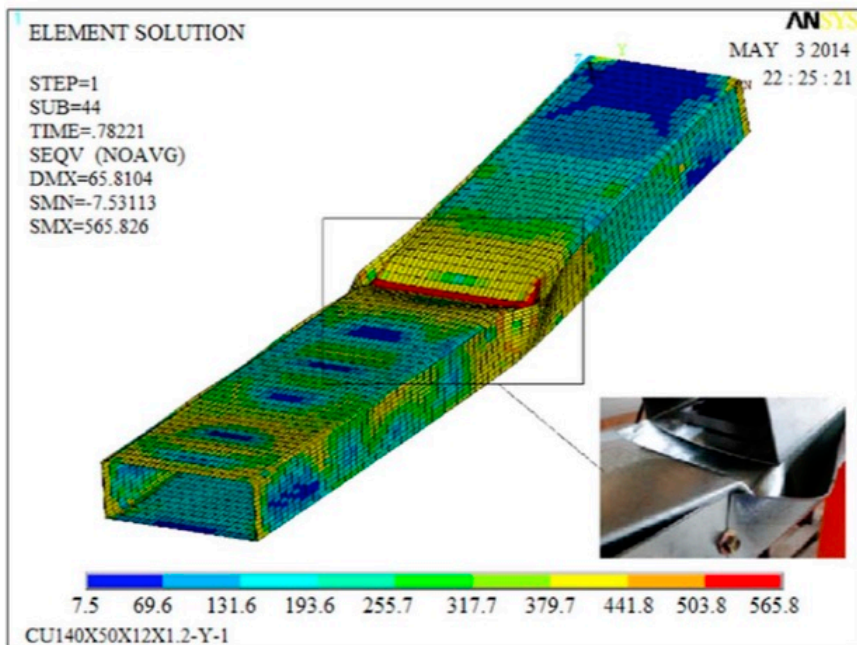 1
ELEMENT SOLUTION
ANSYS
MAY 3 2014
22 : 25 : 21
STEP=1
SUB=44
TIME=.78221
SEQV (NOAVG)
DMX=65.8104
SMN=-7.53113
SMX=565.826
Z Y
7.5 69.6 131.6 193.6 255.7 317.7 379.7 441.8 503.8 565.8
CU140X50X12X1.2-Y-1